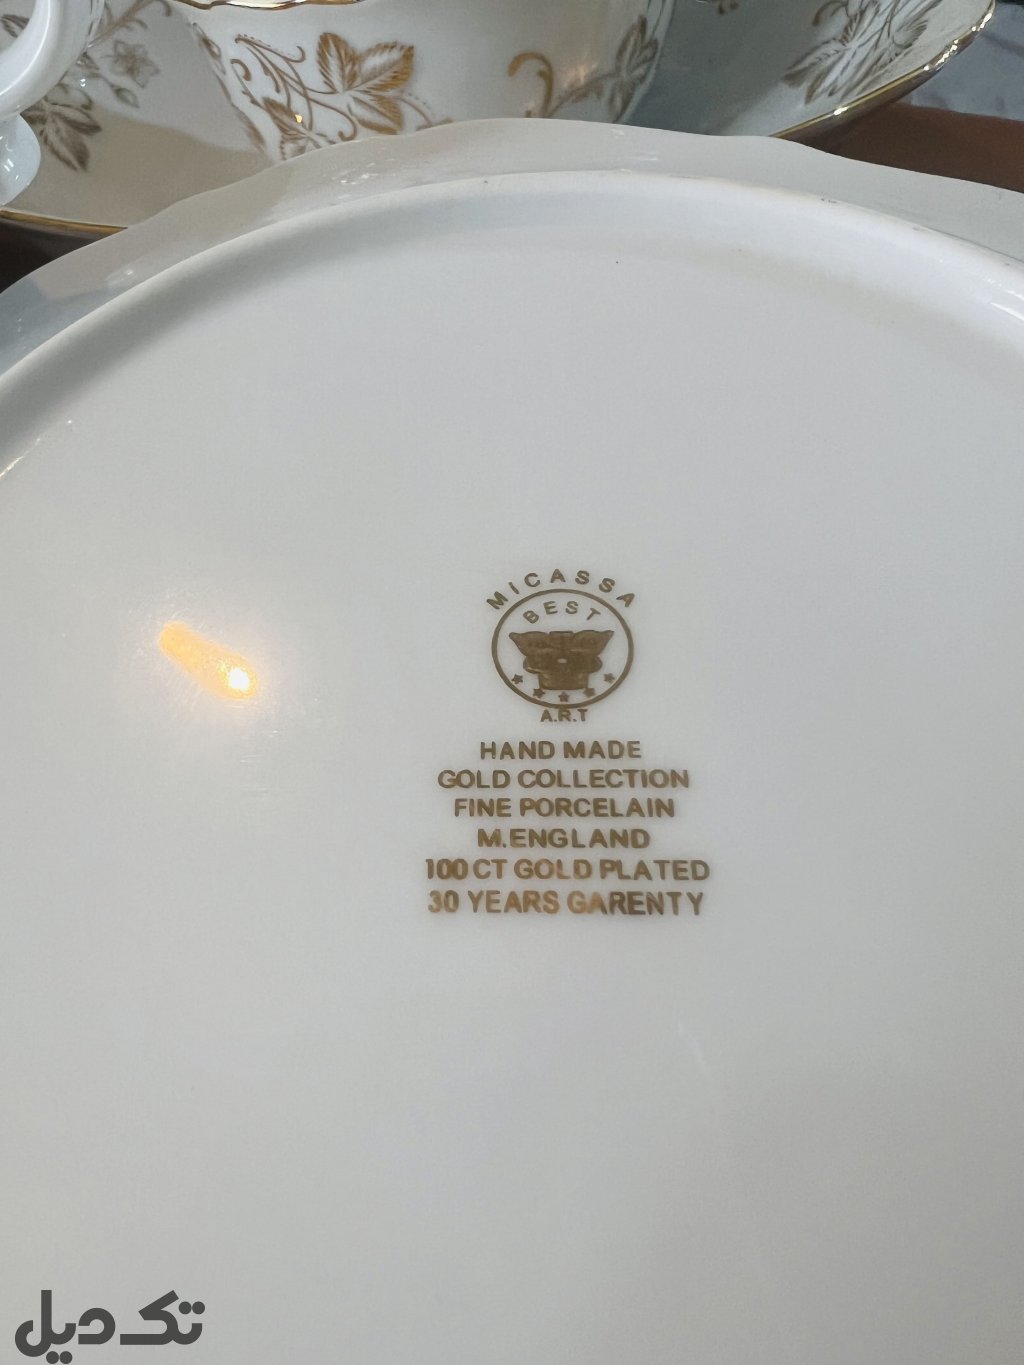 MiCASSA
BEST
A.R.T
HAND MADE
GOLD COLLECTION
FINE PORCELAIN
M.ENGLAND
100 CT GOLD PLATED
30 YEARS GARENTY
تک دیل